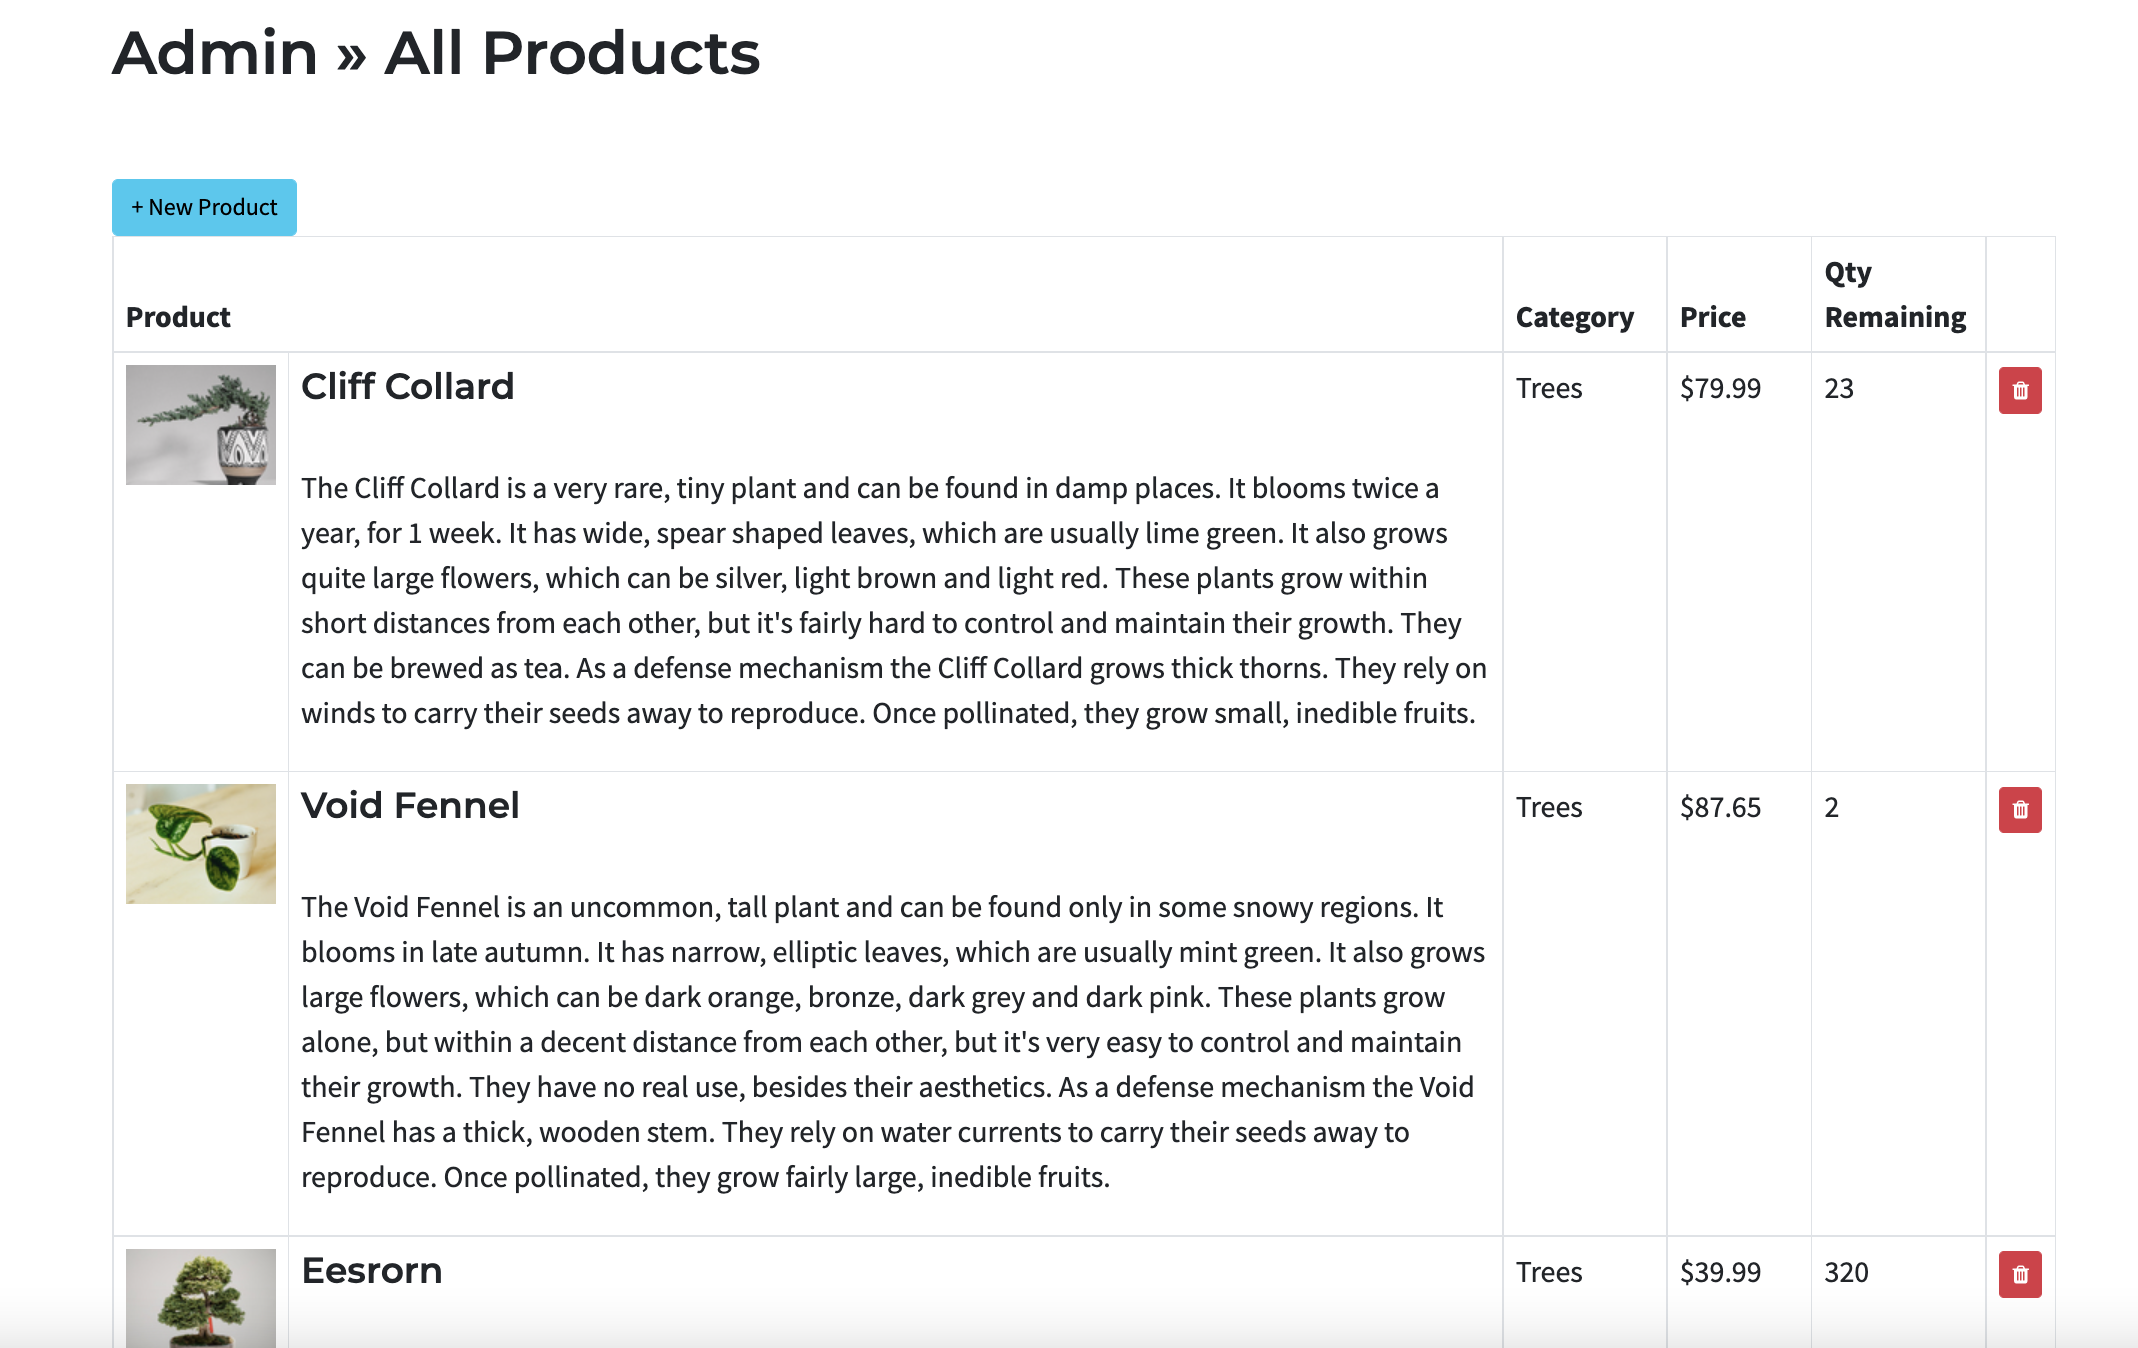 Admin » All Products
+ New Product
Product
Category
Price
Qty
Remaining
Cliff Collard
Trees
$79.99
23
The Cliff Collard is a very rare, tiny plant and can be found in damp places. It blooms twice a
year, for 1 week. It has wide, spear shaped leaves, which are usually lime green. It also grows
quite large flowers, which can be silver, light brown and light red. These plants grow within
short distances from each other, but it's fairly hard to control and maintain their growth. They
can be brewed as tea. As a defense mechanism the Cliff Collard grows thick thorns. They rely on
winds to carry their seeds away to reproduce. Once pollinated, they grow small, inedible fruits.
Void Fennel
Trees
$87.65
2
The Void Fennel is an uncommon, tall plant and can be found only in some snowy regions. It
blooms in late autumn. It has narrow, elliptic leaves, which are usually mint green. It also grows
large flowers, which can be dark orange, bronze, dark grey and dark pink. These plants grow
alone, but within a decent distance from each other, but it's very easy to control and maintain
their growth. They have no real use, besides their aesthetics. As a defense mechanism the Void
Fennel has a thick, wooden stem. They rely on water currents to carry their seeds away to
reproduce. Once pollinated, they grow fairly large, inedible fruits.
Eesrorn
Trees
$39.99
320